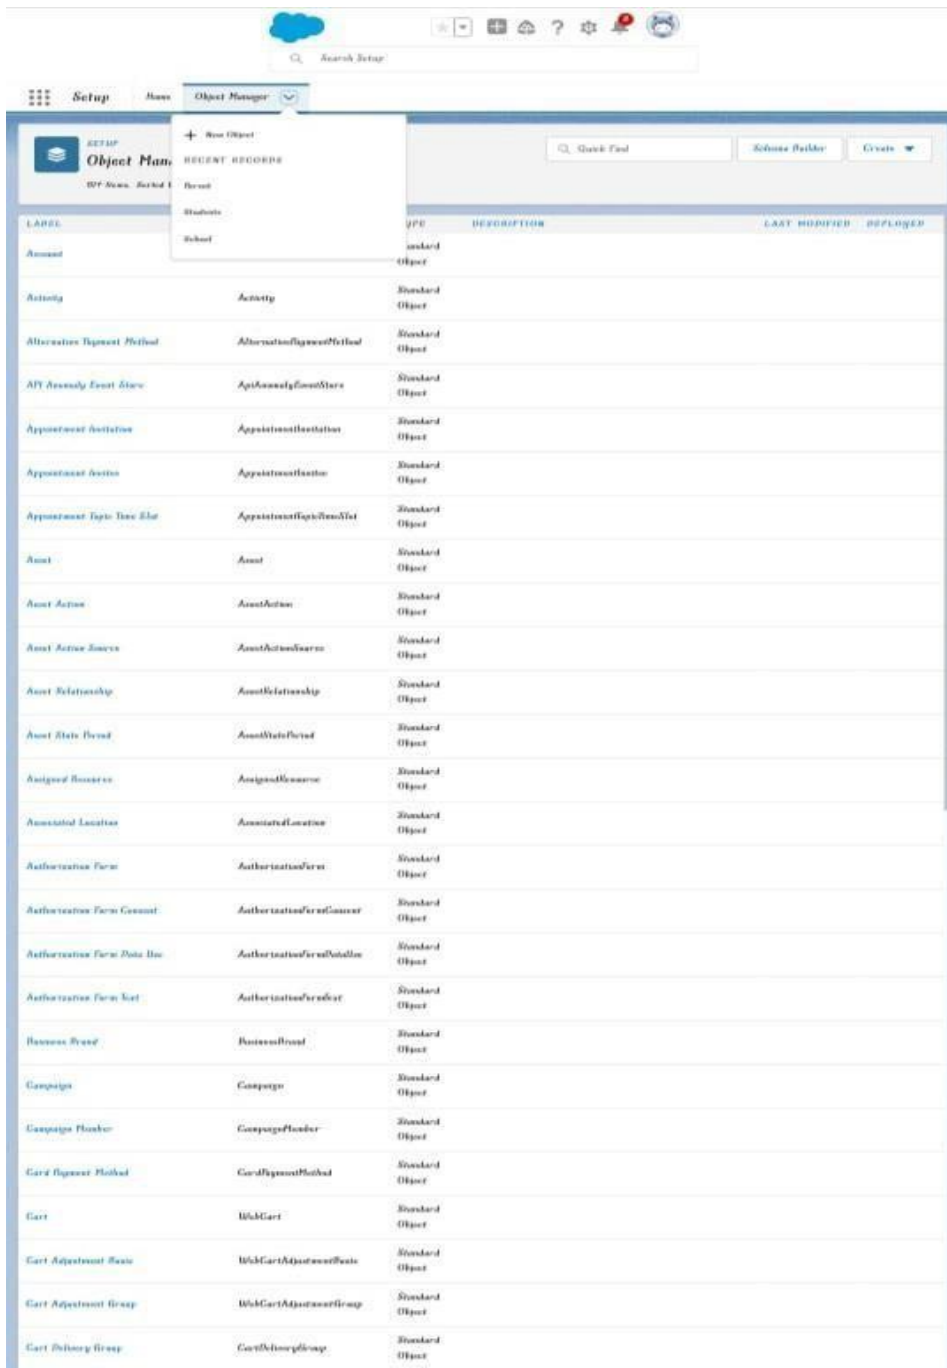 Search Setup
Setup
Home
Object Manager
New Object
SETUP
Object Man
RECENT RECORDS
Parent
Students
School
Quick Find
Schema Builder
Create
LABEL
DESCRIPTION
LAST MODIFIED
DEPLOYED
Account
Standard Object
Activity
Activity
Standard Object
Alternative Payment Method
AlternativePaymentMethod
Standard Object
API Anomaly Event Store
ApiAnomalyEventStore
Standard Object
Appointment Invitation
AppointmentInvitation
Standard Object
Appointment Invitee
AppointmentInvitee
Standard Object
Appointment Topic Time Slot
AppointmentTopicTimeSlot
Standard Object
Asset
Asset
Standard Object
Asset Action
AssetAction
Standard Object
Asset Action Source
AssetActionSource
Standard Object
Asset Relationship
AssetRelationship
Standard Object
Asset State Period
AssetStatePeriod
Standard Object
Assigned Resource
AssignedResource
Standard Object
Associated Location
AssociatedLocation
Standard Object
Authorization Form
AuthorizationForm
Standard Object
Authorization Form Consent
AuthorizationFormConsent
Standard Object
Authorization Form Data Use
AuthorizationFormDataUse
Standard Object
Authorization Form Text
AuthorizationFormText
Standard Object
Business Brand
BusinessBrand
Standard Object
Campaign
Campaign
Standard Object
Campaign Member
CampaignMember
Standard Object
Card Payment Method
CardPaymentMethod
Standard Object
Cart
WebCart
Standard Object
Cart Adjustment Basis
WebCartAdjustmentBasis
Standard Object
Cart Adjustment Group
WebCartAdjustmentGroup
Standard Object
Cart Delivery Group
CartDeliveryGroup
Standard Object